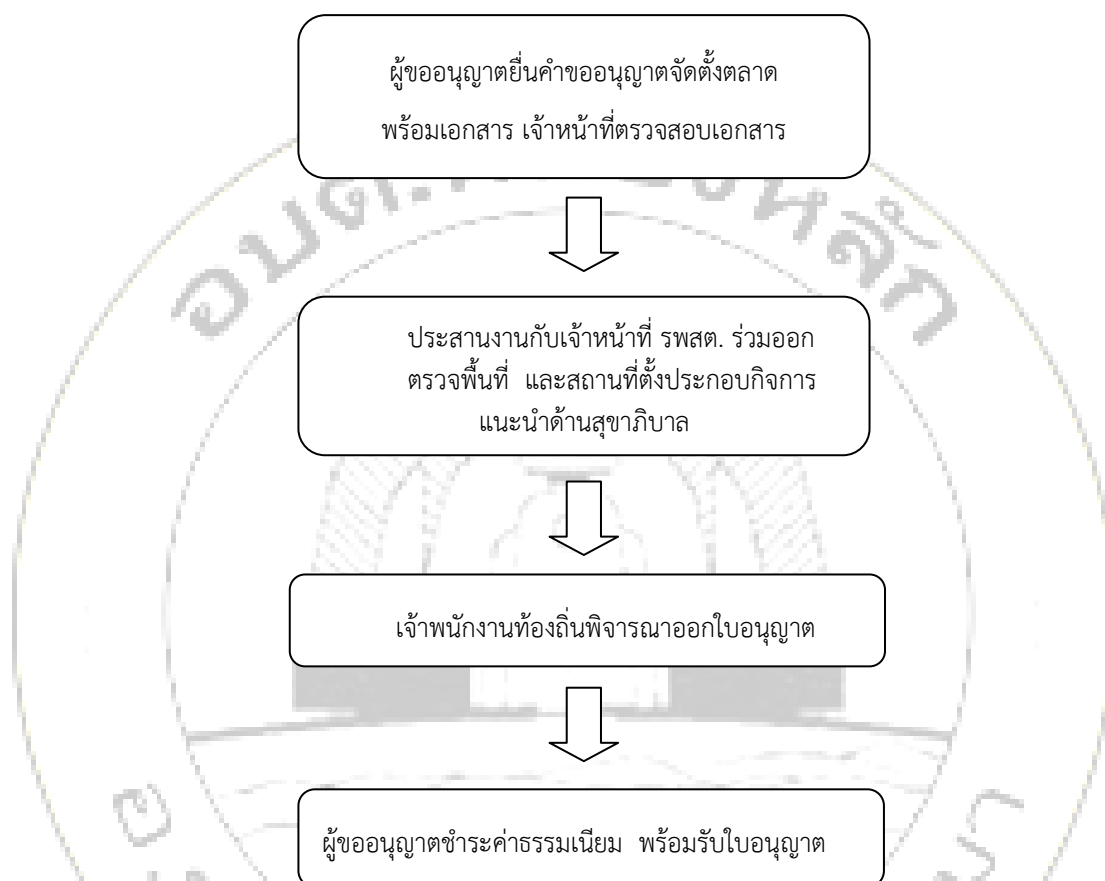 ผู้ขออนุญาตยื่นคำขออนุญาตจัดตั้งตลาด
พร้อมเอกสาร เจ้าหน้าที่ตรวจสอบเอกสาร
ประสานงานกับเจ้าหน้าที่ รพสต. ร่วมออก
ตรวจพื้นที่ และสถานที่ตั้งประกอบกิจการ
แนะนำด้านสุขาภิบาล
เจ้าพนักงานท้องถิ่นพิจารณาออกใบอนุญาต
ผู้ขออนุญาตชำระค่าธรรมเนียม พร้อมรับใบอนุญาต